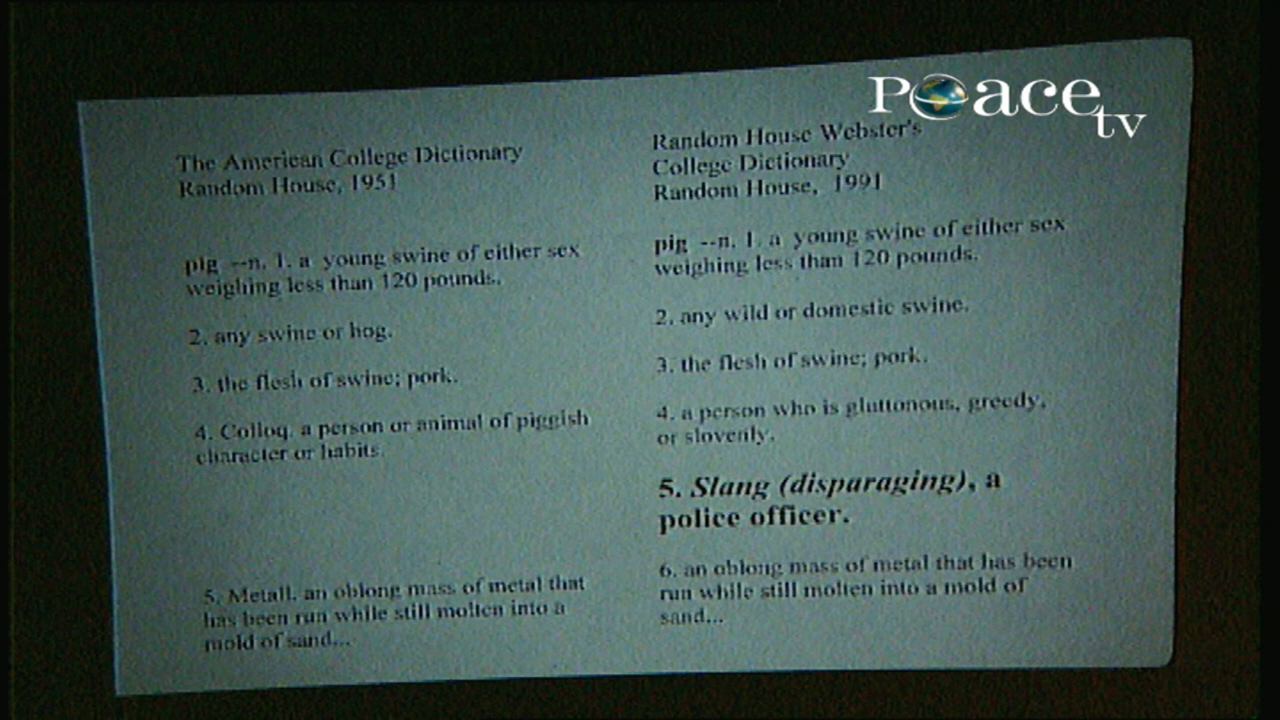 Peace tv
The American College Dictionary
Random House, 1951
pig --n. 1. a young swine of either sex
weighing less than 120 pounds.
2. any swine or hog.
3. the flesh of swine; pork.
4. Colloq. a person or animal of piggish
character or habits.
5. Metall. an oblong mass of metal that
has been run while still molten into a
mold of sand...
Random House Webster's
College Dictionary
Random House, 1991
pig --n. 1. a young swine of either sex
weighing less than 120 pounds.
2. any wild or domestic swine.
3. the flesh of swine; pork.
4. a person who is gluttonous, greedy,
or slovenly.
5. Slang (disparaging), a
police officer.
6. an oblong mass of metal that has been
run while still molten into a mold of
sand...